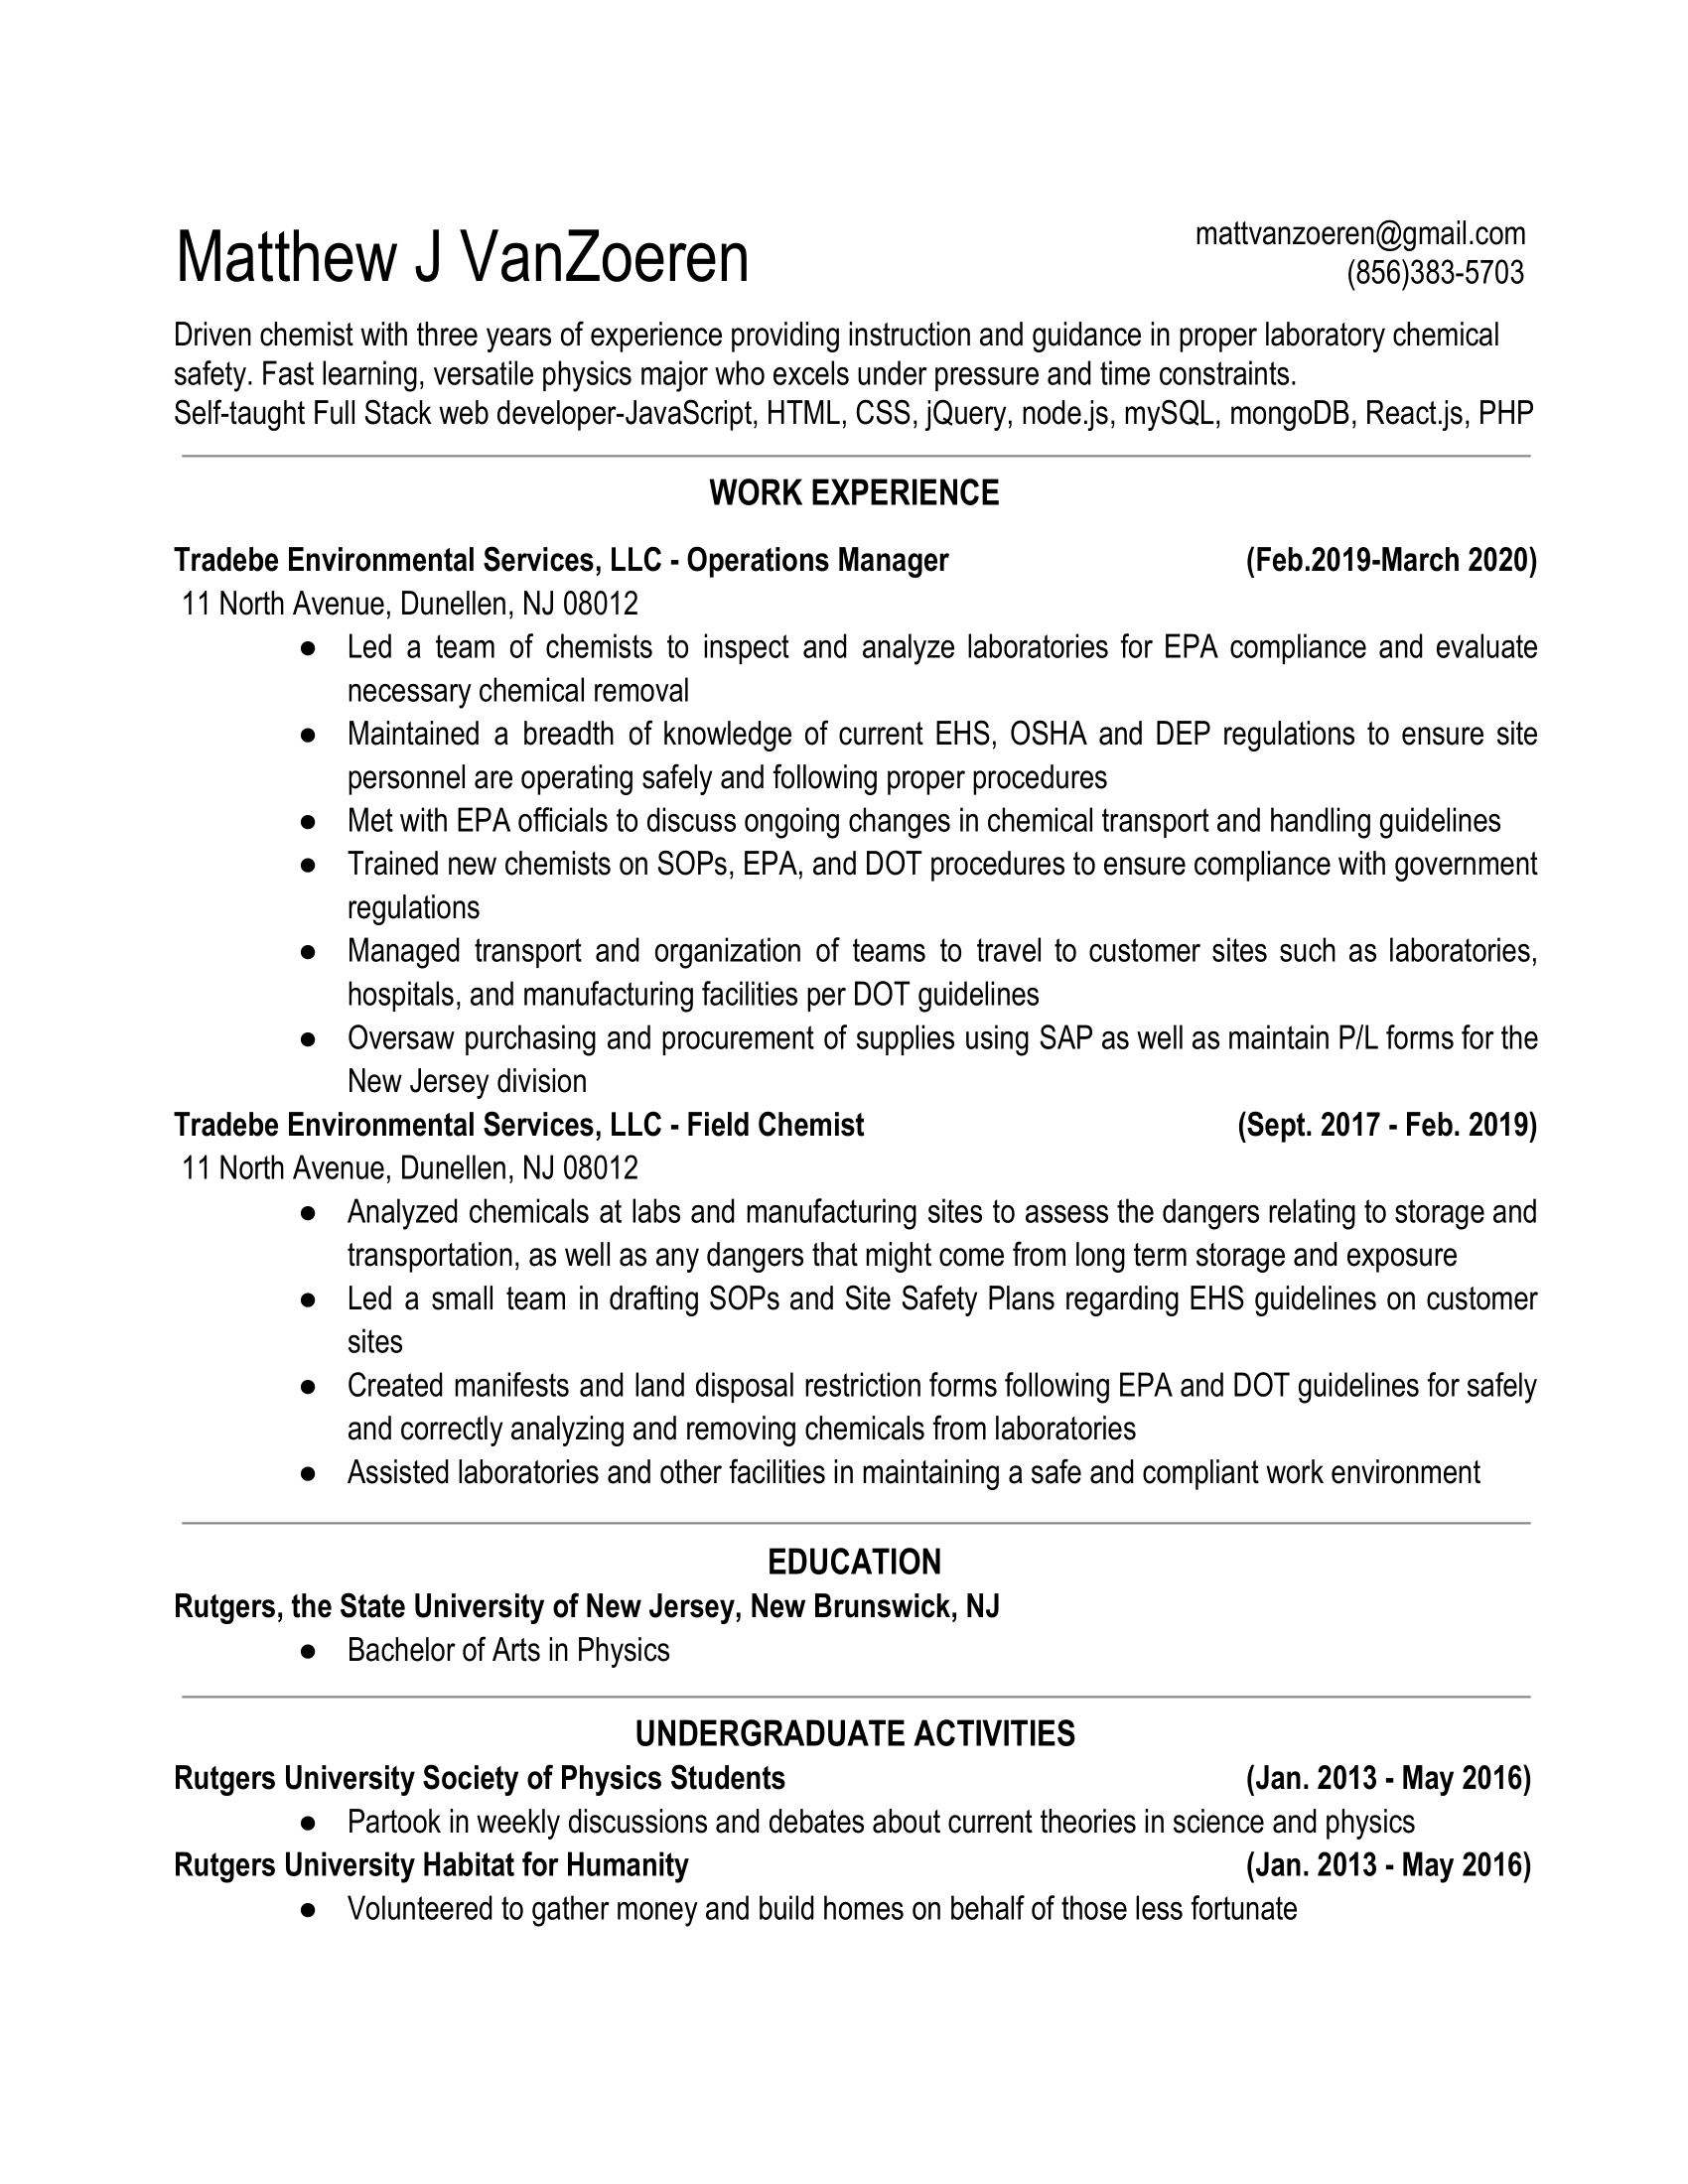 Matthew J VanZoeren
mattvanzoeren@gmail.com
(856)383-5703
Driven chemist with three years of experience providing instruction and guidance in proper laboratory chemical
safety. Fast learning, versatile physics major who excels under pressure and time constraints.
Self-taught Full Stack web developer-JavaScript, HTML, CSS, jQuery, node.js, mySQL, mongoDB, React.js, PHP
WORK EXPERIENCE
Tradebe Environmental Services, LLC - Operations Manager (Feb.2019-March 2020)
11 North Avenue, Dunellen, NJ 08012
● Led a team of chemists to inspect and analyze laboratories for EPA compliance and evaluate
necessary chemical removal
● Maintained a breadth of knowledge of current EHS, OSHA and DEP regulations to ensure site
personnel are operating safely and following proper procedures
● Met with EPA officials to discuss ongoing changes in chemical transport and handling guidelines
● Trained new chemists on SOPs, EPA, and DOT procedures to ensure compliance with government
regulations
● Managed transport and organization of teams to travel to customer sites such as laboratories,
hospitals, and manufacturing facilities per DOT guidelines
● Oversaw purchasing and procurement of supplies using SAP as well as maintain P/L forms for the
New Jersey division
Tradebe Environmental Services, LLC - Field Chemist (Sept. 2017 - Feb. 2019)
11 North Avenue, Dunellen, NJ 08012
● Analyzed chemicals at labs and manufacturing sites to assess the dangers relating to storage and
transportation, as well as any dangers that might come from long term storage and exposure
● Led a small team in drafting SOPs and Site Safety Plans regarding EHS guidelines on customer
sites
● Created manifests and land disposal restriction forms following EPA and DOT guidelines for safely
and correctly analyzing and removing chemicals from laboratories
● Assisted laboratories and other facilities in maintaining a safe and compliant work environment
EDUCATION
Rutgers, the State University of New Jersey, New Brunswick, NJ
● Bachelor of Arts in Physics
UNDERGRADUATE ACTIVITIES
Rutgers University Society of Physics Students (Jan. 2013 - May 2016)
● Partook in weekly discussions and debates about current theories in science and physics
Rutgers University Habitat for Humanity (Jan. 2013 - May 2016)
● Volunteered to gather money and build homes on behalf of those less fortunate